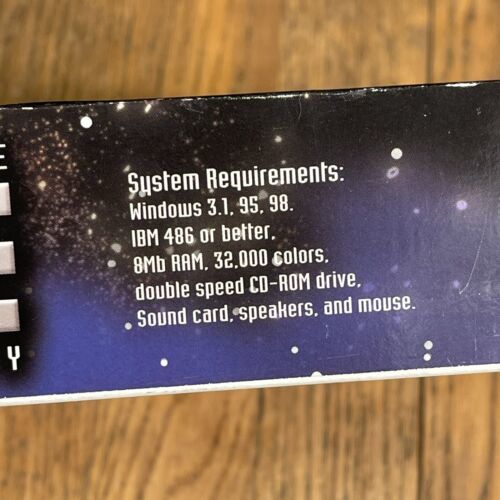 System Requirements:
Windows 3.1, 95, 98.
IBM 486 or better,
8Mb RAM, 32,000 colors,
double speed CD-ROM drive,
Sound card, speakers, and mouse.
E
Y